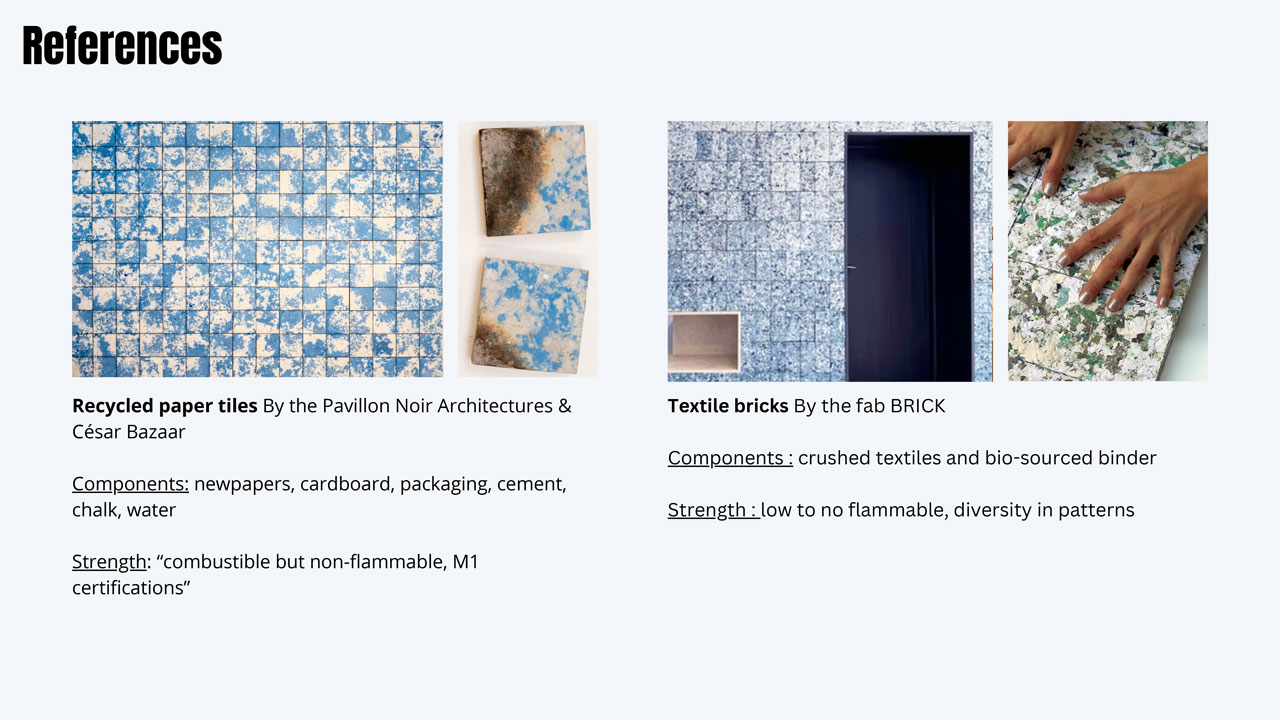 References
Recycled paper tiles By the Pavillon Noir Architectures &
César Bazaar
Components: newpapers, cardboard, packaging, cement,
chalk, water
Strength: “combustible but non-flammable, M1
certifications”
Textile bricks By the fab BRICK
Components : crushed textiles and bio-sourced binder
Strength : low to no flammable, diversity in patterns